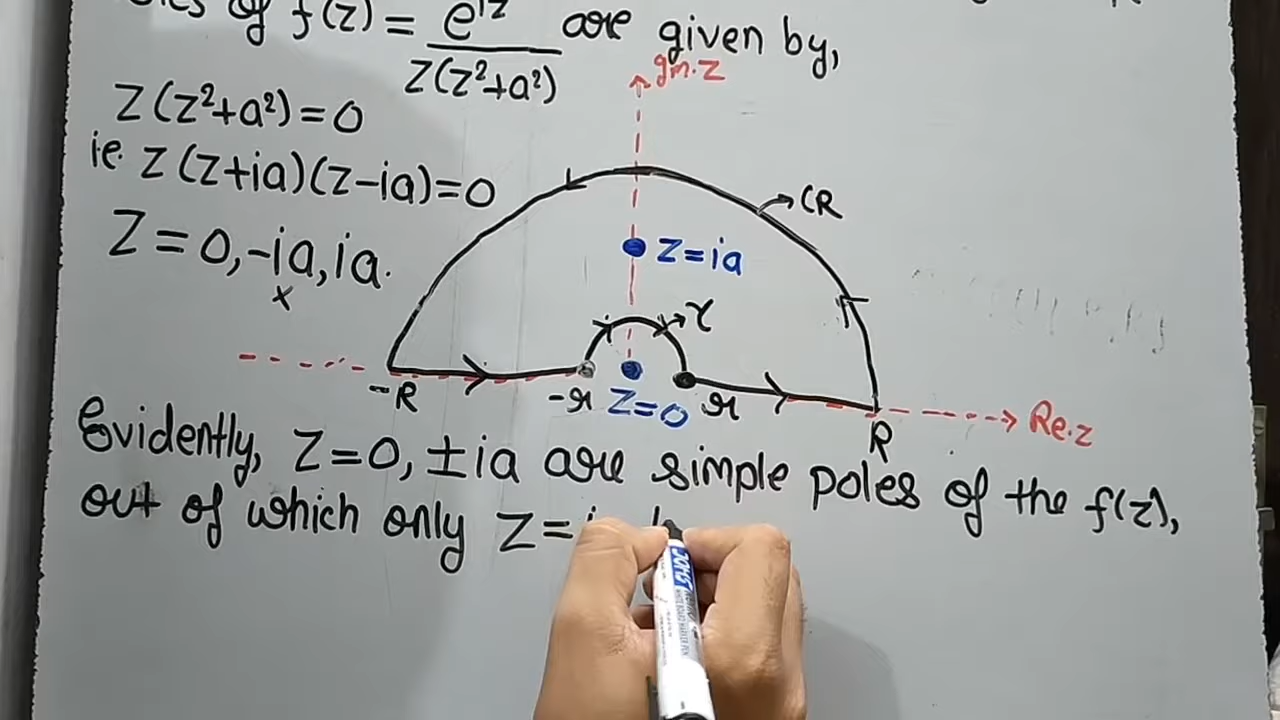 of f(z) = e^{iz} / z(z²+a²) are given by,
z(z²+a²)=0
ie. z(z+ia)(z-ia)=0
z=0,-ia,ia.
x
Im.z
CR
z=ia
γ
-R
-r
z=0
r
R
Re.z
Evidently, z=0, ±ia are simple poles of the f(z),
out of which only z=